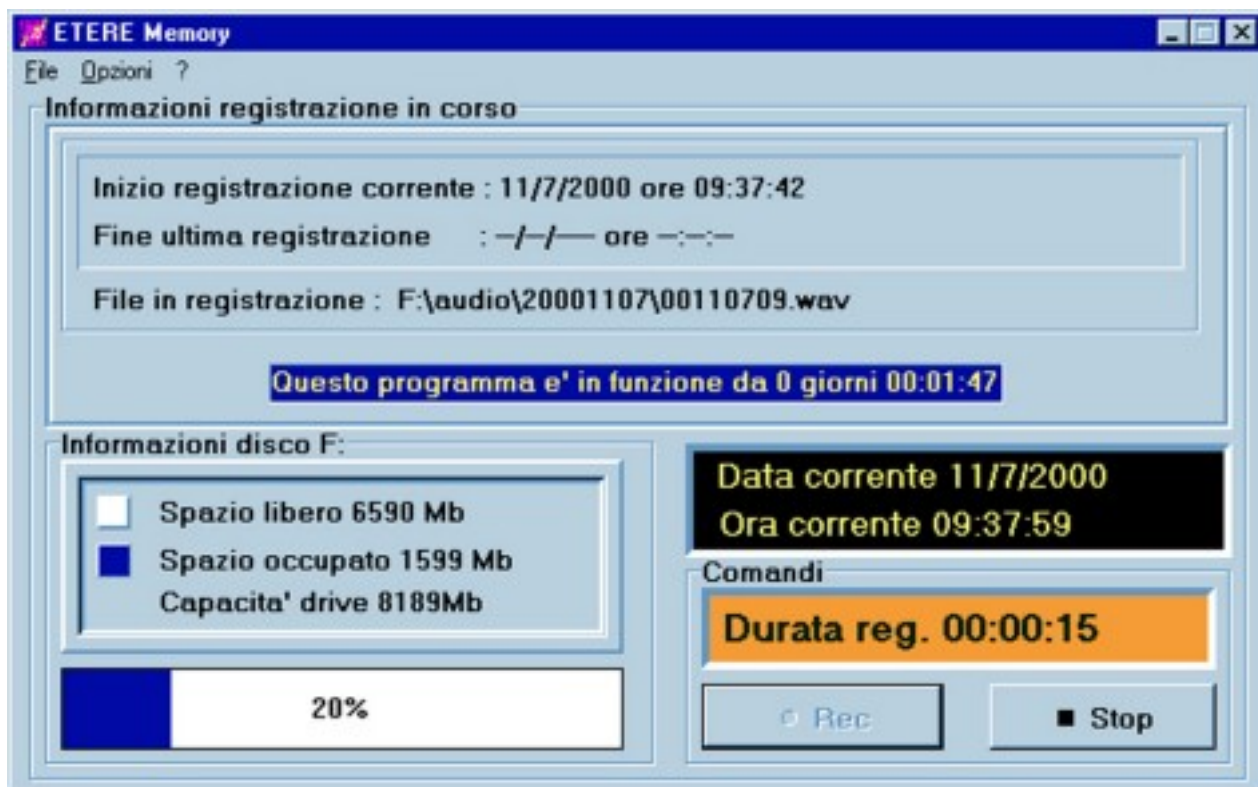 ETERE Memory
File Opzioni ?
Informazioni registrazione in corso
Inizio registrazione corrente : 11/7/2000 ore 09:37:42
Fine ultima registrazione : --/--/---- ore --:--:--
File in registrazione : F:\audio\20001107\00110709.wav
Questo programma e' in funzione da 0 giorni 00:01:47
Informazioni disco F:
Spazio libero 6590 Mb
Spazio occupato 1599 Mb
Capacita' drive 8189Mb
20%
Data corrente 11/7/2000
Ora corrente 09:37:59
Comandi
Durata reg. 00:00:15
Rec
Stop